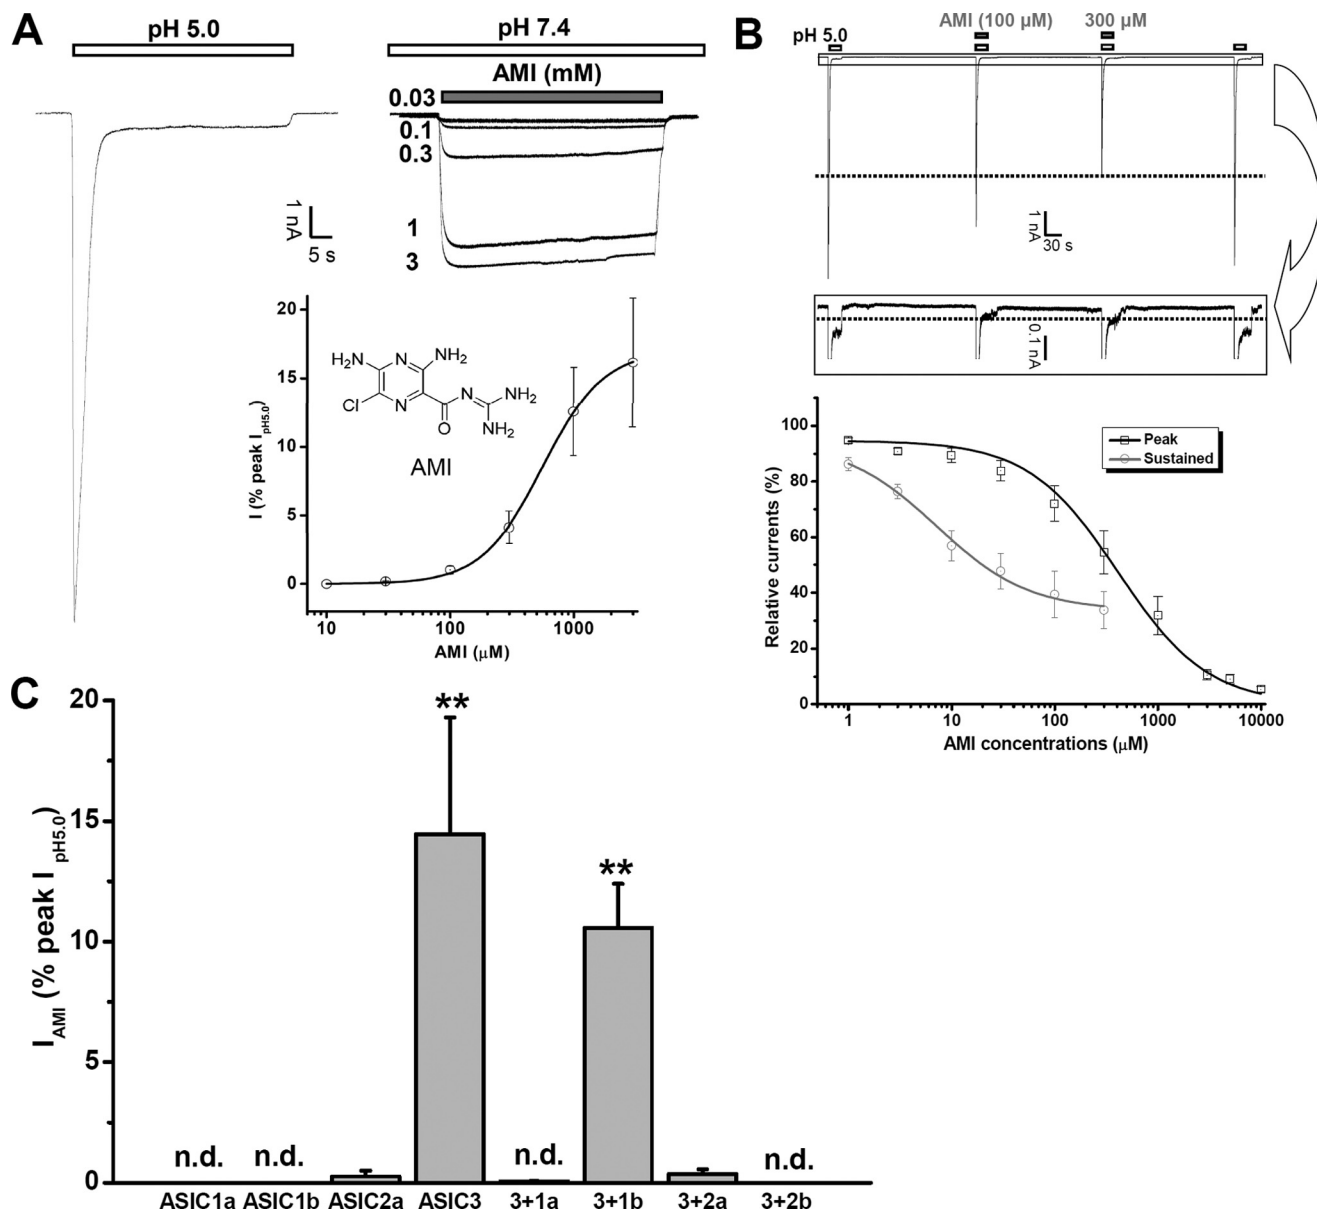 A
pH 5.0
pH 7.4
AMI (mM)
0.03
0.1
0.3
1
3
1 nA
5 s
I (% peak I pH5.0)
20
15
10
5
0
10
100
1000
AMI (μM)
H₂N
N
NH₂
H₂N
N
Cl
O
N
NH₂
NH₂
AMI
B
AMI (100 μM)
300 μM
pH 5.0
1 nA
30 s
0.1 nA
Relative currents (%)
100
80
60
40
20
0
Peak
Sustained
1
10
100
1000
10000
AMI concentrations (μM)
C
I AMI (% peak I pH5.0)
20
15
10
5
0
n.d.
n.d.
**
n.d.
**
n.d.
ASIC1a
ASIC1b
ASIC2a
ASIC3
3+1a
3+1b
3+2a
3+2b